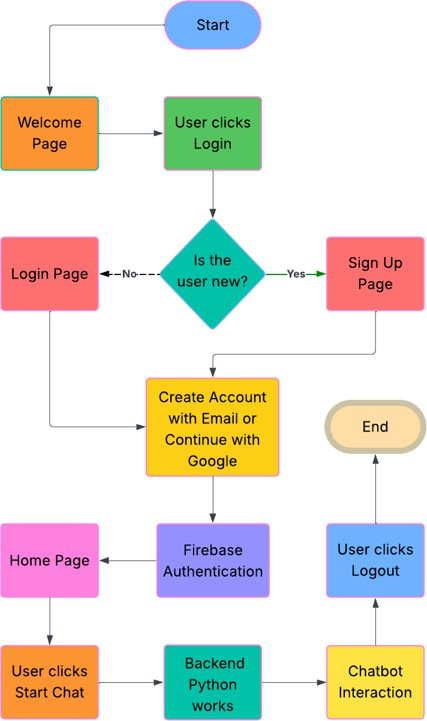 Start
Welcome
Page
User clicks
Login
Is the
user new?
No
Yes
Login Page
Sign Up
Page
Create Account
with Email or
Continue with
Google
End
Home Page
Firebase
Authentication
User clicks
Logout
User clicks
Start Chat
Backend
Python
works
Chatbot
Interaction